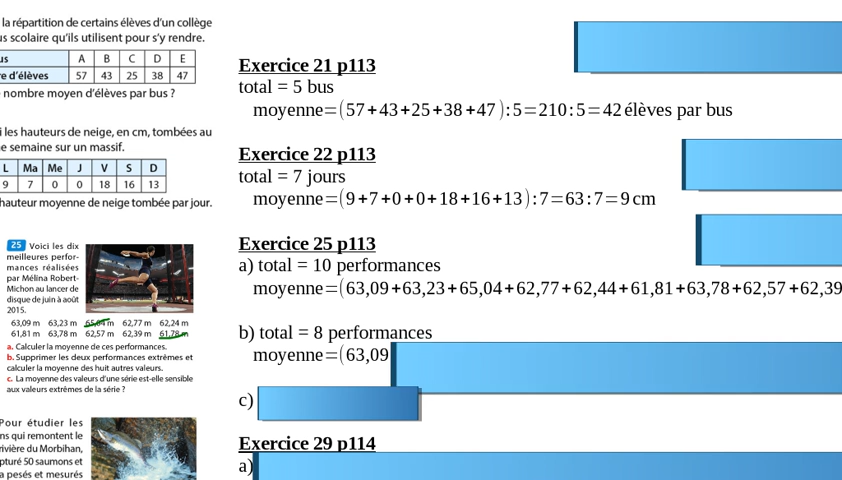 la répartition de certains élèves d'un collège
us scolaire qu'ils utilisent pour s'y rendre.
us A B C D E
re d'élèves 57 43 25 38 47
nombre moyen d'élèves par bus ?
i les hauteurs de neige, en cm, tombées au
e semaine sur un massif.
L Ma Me J V S D
9 7 0 0 18 16 13
hauteur moyenne de neige tombée par jour.
25 Voici les dix
meilleures perfor-
mances réalisées
par Mélina Robert-
Michon au lancer de
disque de juin à août
2015.
63,09 m 63,23 m 65,04 m 62,77 m 62,24 m
61,81 m 63,78 m 62,57 m 62,39 m 61,78 m
a. Calculer la moyenne de ces performances.
b. Supprimer les deux performances extrêmes et
calculer la moyenne des huit autres valeurs.
c. La moyenne des valeurs d'une série est-elle sensible
aux valeurs extrêmes de la série ?
Pour étudier les
ns qui remontent le
rivière du Morbihan,
pturé 50 saumons et
a pesés et mesurés
Exercice 21 p113
total = 5 bus
moyenne=(57+43+25+38+47):5=210:5=42 élèves par bus
Exercice 22 p113
total = 7 jours
moyenne=(9+7+0+0+18+16+13):7=63:7=9 cm
Exercice 25 p113
a) total = 10 performances
moyenne=(63,09+63,23+65,04+62,77+62,44+61,81+63,78+62,57+62,39
b) total = 8 performances
moyenne=(63,09
c)
Exercice 29 p114
a)